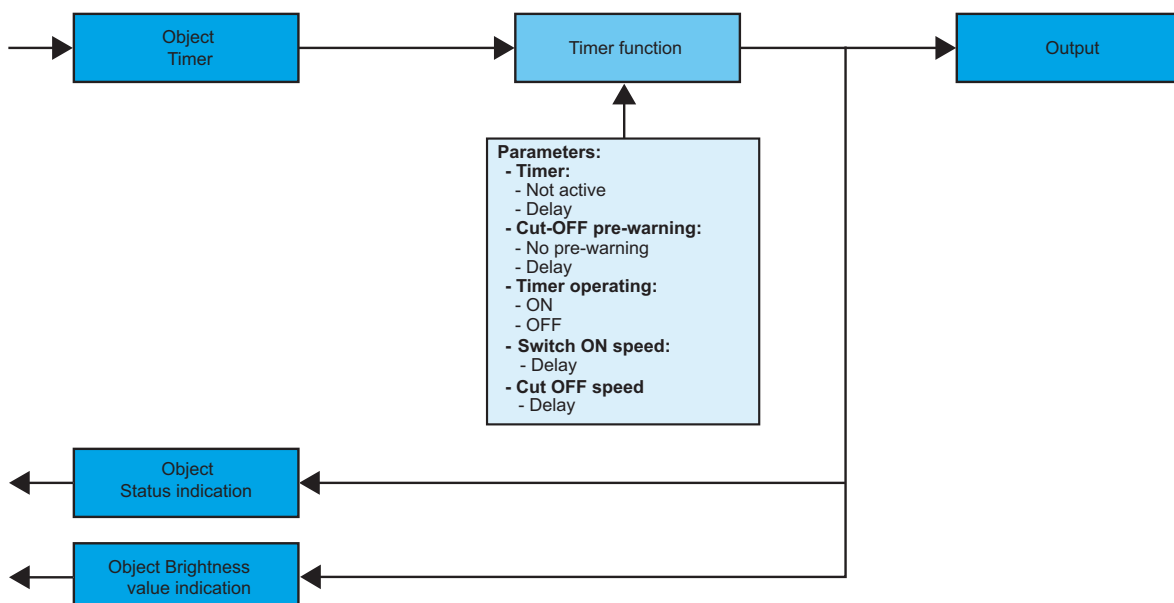 Object
Timer
Timer function
Output
Parameters:
- Timer:
- Not active
- Delay
- Cut-OFF pre-warning:
- No pre-warning
- Delay
- Timer operating:
- ON
- OFF
- Switch ON speed:
- Delay
- Cut OFF speed
- Delay
Object
Status indication
Object Brightness
value indication